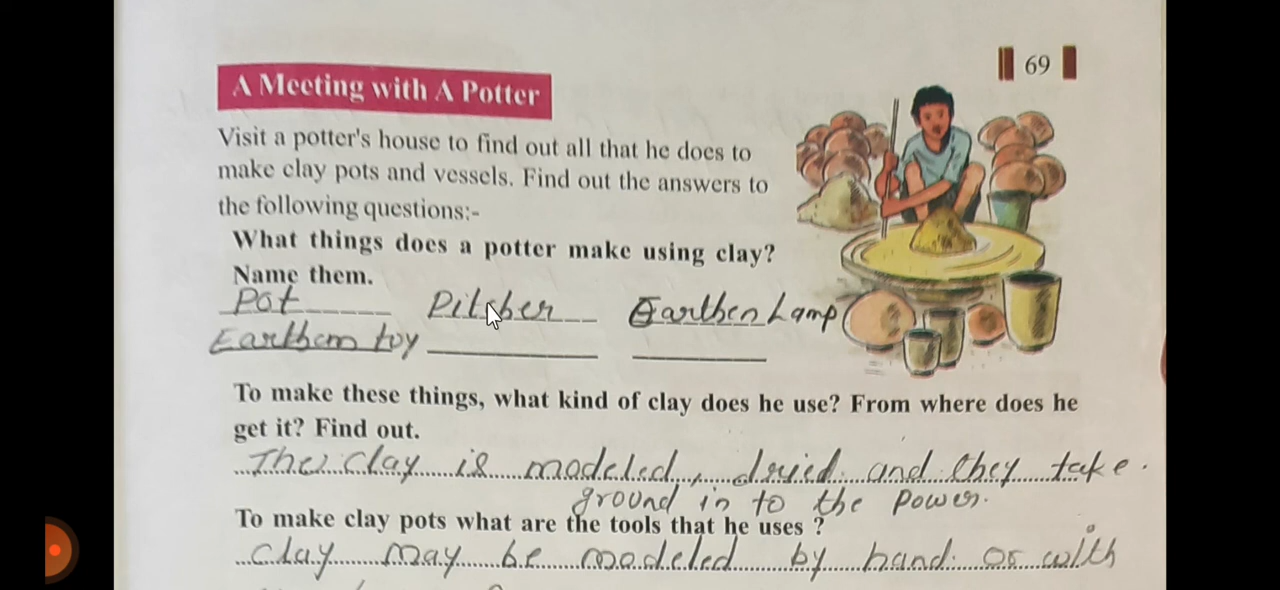 69
A Meeting with A Potter
Visit a potter's house to find out all that he does to
make clay pots and vessels. Find out the answers to
the following questions:-
What things does a potter make using clay?
Name them.
Pot Pitcher Earthen Lamp
Earthem toy
To make these things, what kind of clay does he use? From where does he
get it? Find out.
The clay is modeled, dried and they take
ground in to the power.
To make clay pots what are the tools that he uses ?
Clay may be modeled by hand or with